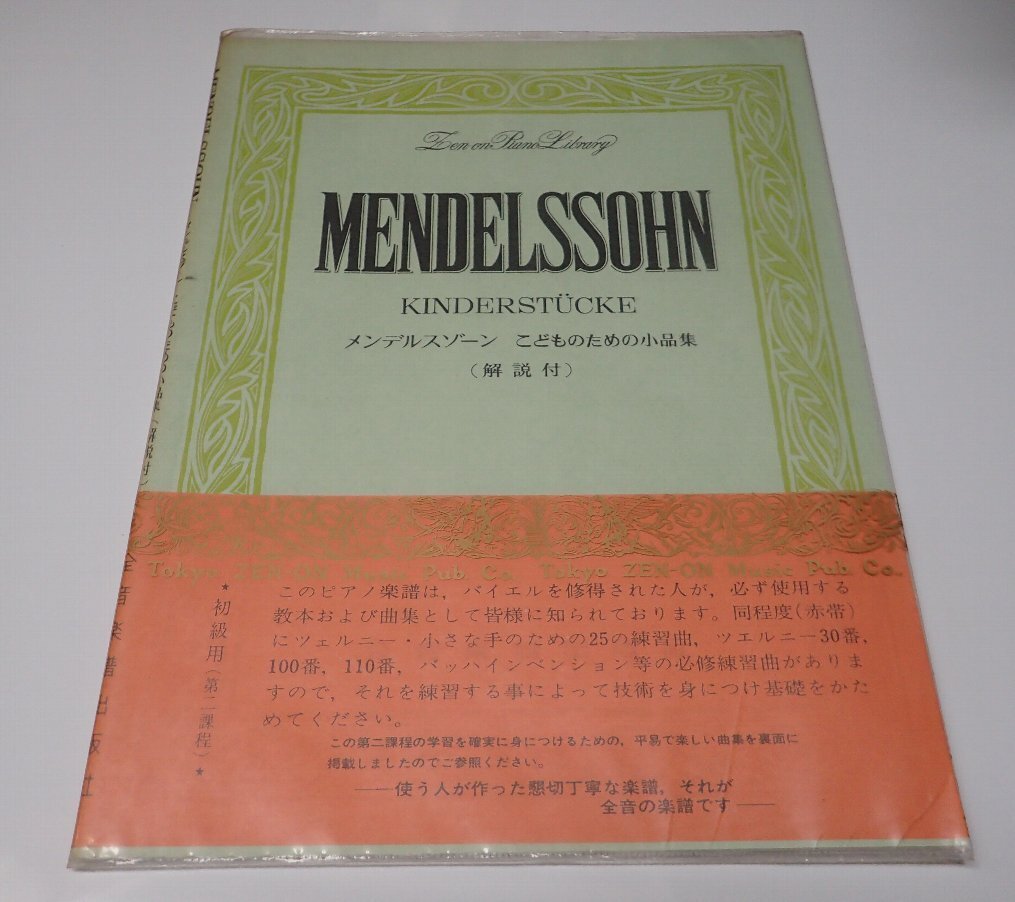 Zen on Piano Library
MENDELSSOHN
KINDERSTÜCKE
メンデルスゾーン こどものための小品集
(解説付)
MENDELSSOHN
Tokyo ZEN-ON Music Pub. Co. Tokyo ZEN-ON Music Pub. Co.
★初級用(第二課程)★
このピアノ楽譜は，バイエルを修得された人が，必ず使用する
教本および曲集として皆様に知られております。同程度(赤帯)
にツェルニー・小さな手のための25の練習曲，ツエルニー30番，
100番，110番，バッハインベンション等の必修練習曲がありま
すので，それを練習する事によって技術を身につけ基礎をかた
めてください。
この第二課程の学習を確実に身につけるための，平易で楽しい曲集を裏面に
掲載しましたのでご参照ください。
――使う人が作った懇切丁寧な楽譜，それが
全音の楽譜です――
音楽譜出版社